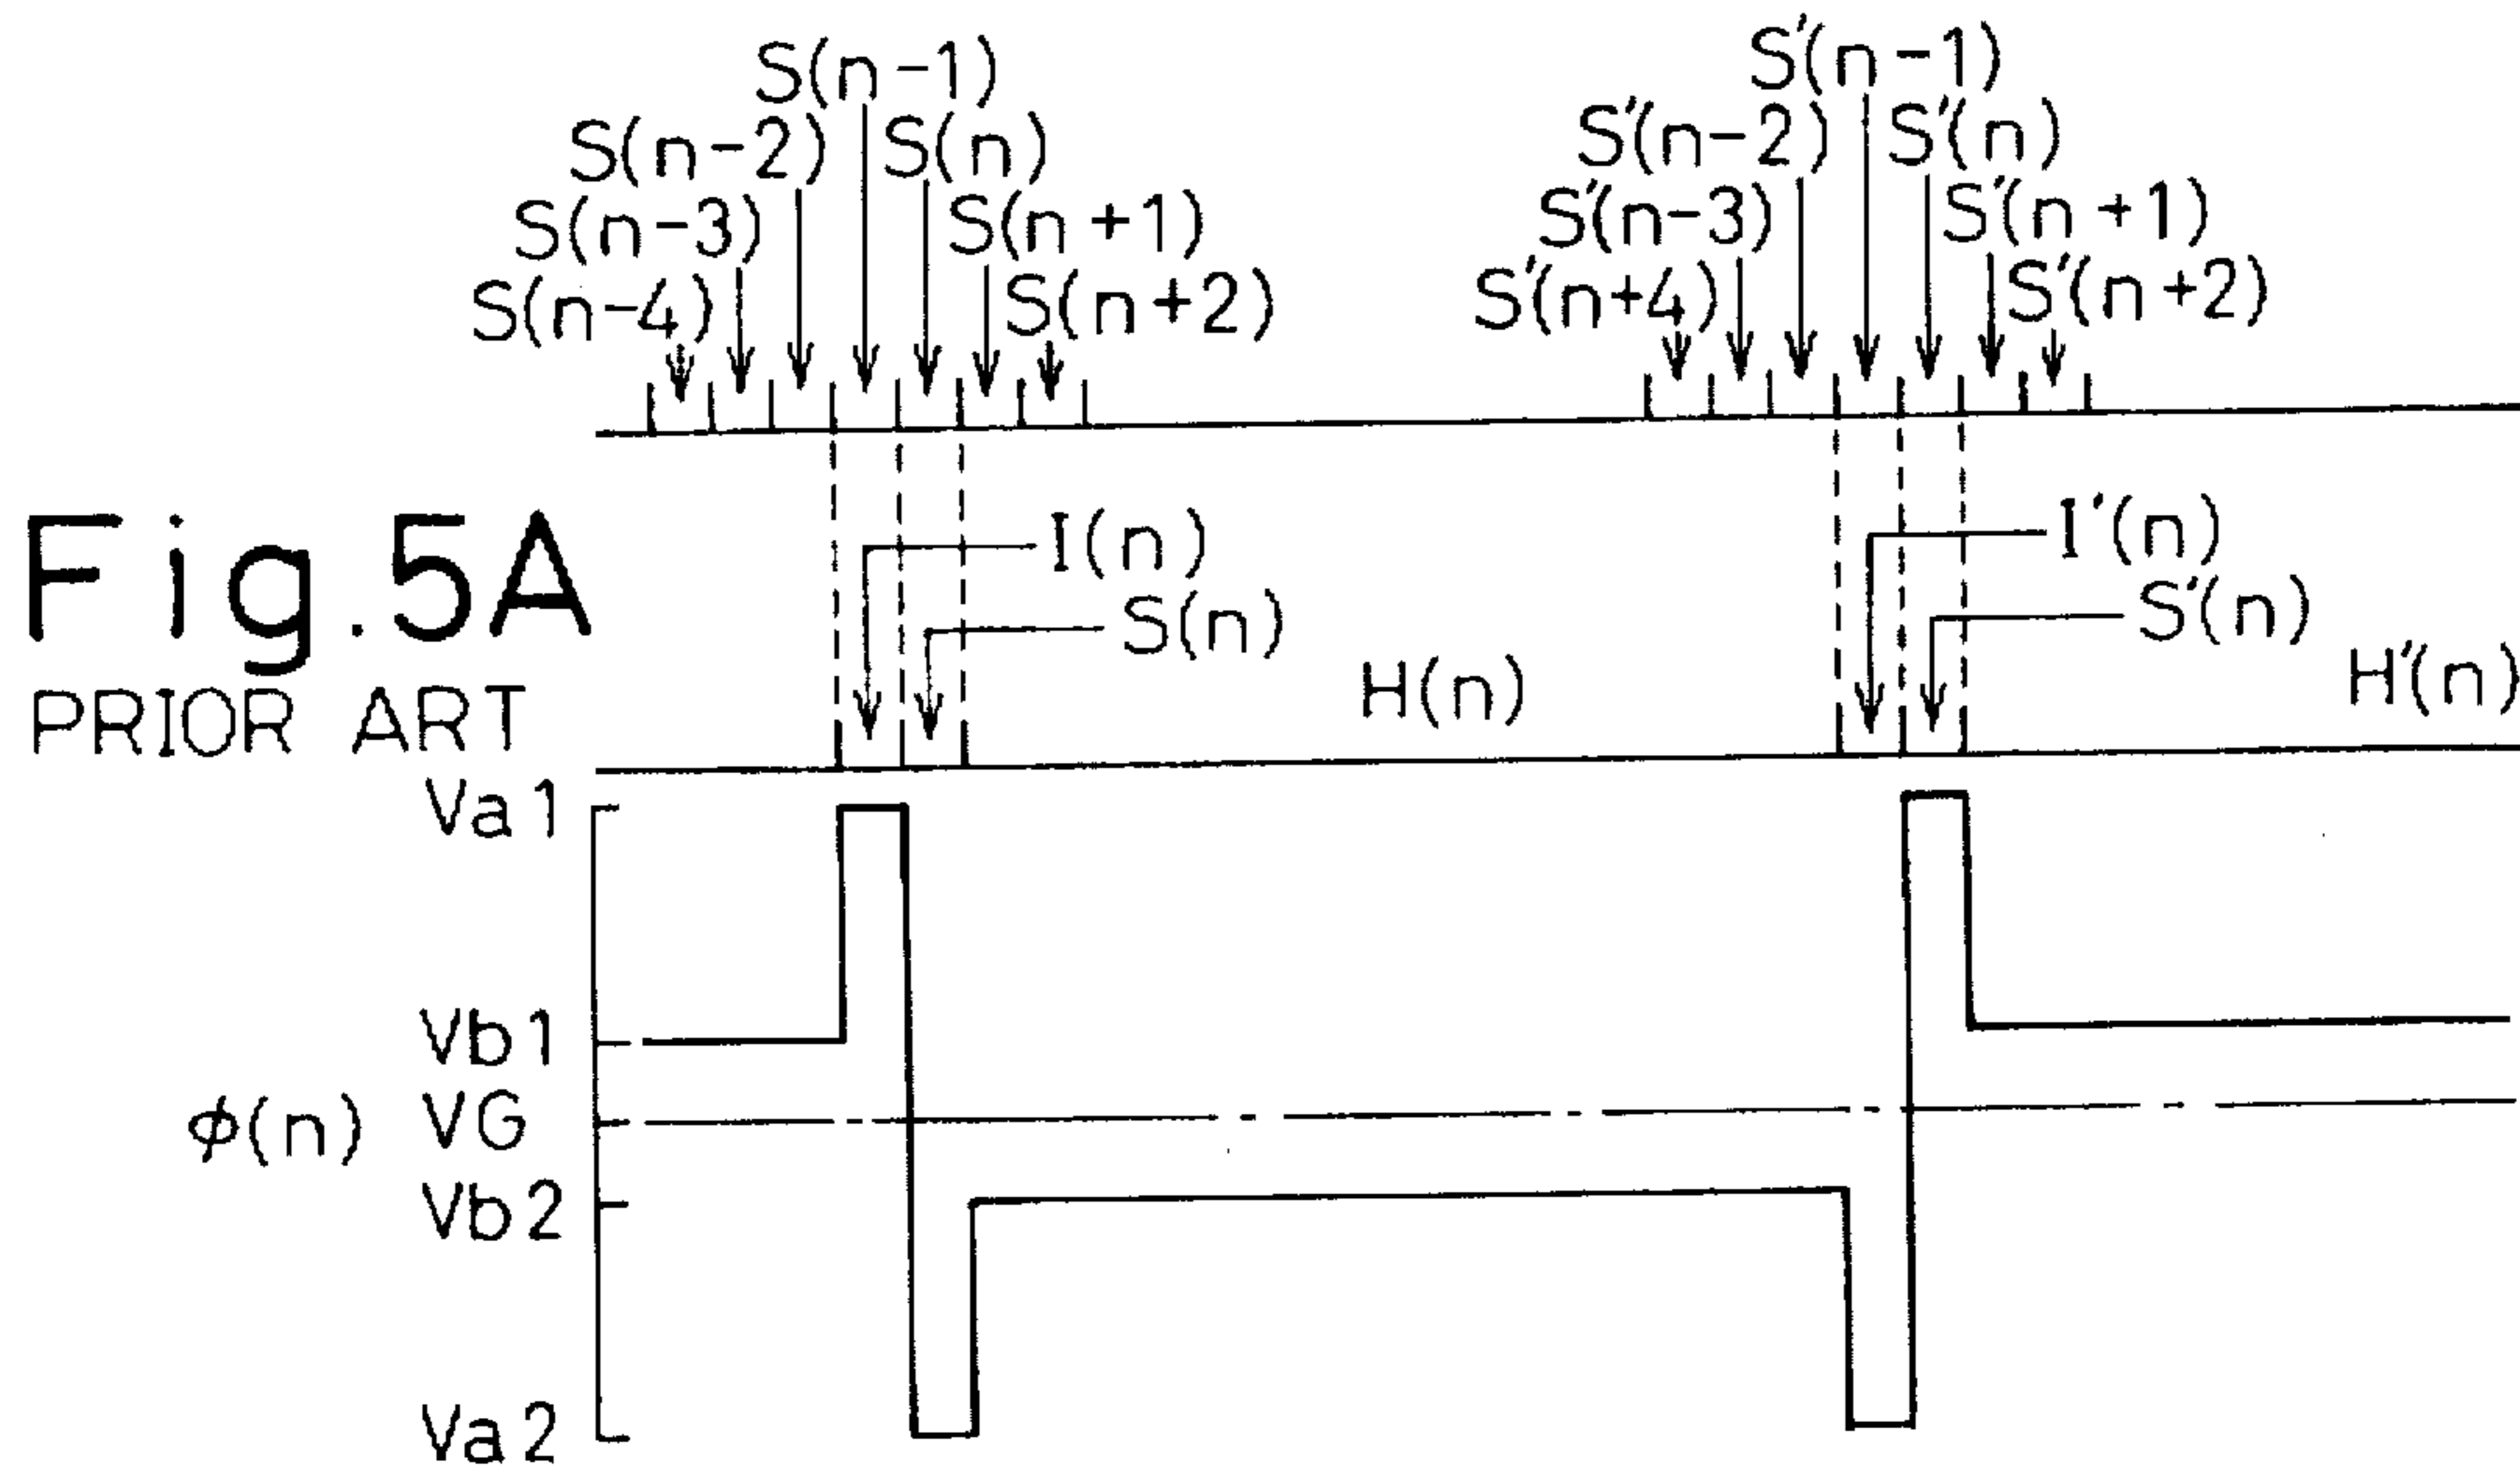 S(n-1)
S'(n-1)
S(n-2)
S(n)
S'(n-2)
S'(n)
S(n-3)
S(n+1)
S'(n-3)
S'(n+1)
S(n-4)
S(n+2)
S'(n+4)
S'(n+2)
Fig.5A
PRIOR ART
I(n)
S(n)
H(n)
I'(n)
S'(n)
H'(n)
Va1
Vb1
ϕ(n)
VG
Vb2
Va2